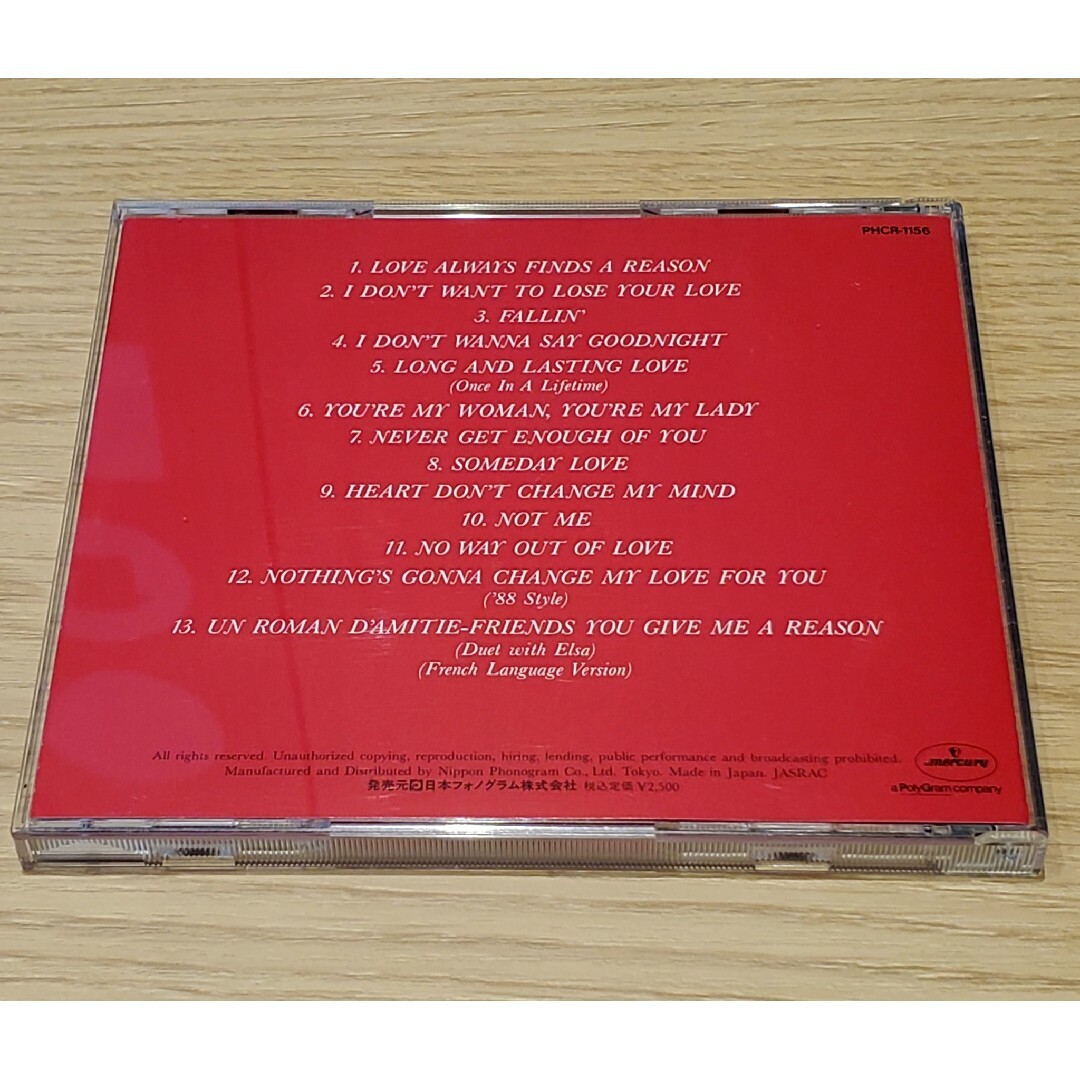 PHCR-1156
1. LOVE ALWAYS FINDS A REASON
2. I DON'T WANT TO LOSE YOUR LOVE
3. FALLIN'
4. I DON'T WANNA SAY GOODNIGHT
5. LONG AND LASTING LOVE
(Once In A Lifetime)
6. YOU'RE MY WOMAN, YOU'RE MY LADY
7. NEVER GET ENOUGH OF YOU
8. SOMEDAY LOVE
9. HEART DON'T CHANGE MY MIND
10. NOT ME
11. NO WAY OUT OF LOVE
12. NOTHING'S GONNA CHANGE MY LOVE FOR YOU
('88 Style)
13. UN ROMAN D'AMITIE-FRIENDS YOU GIVE ME A REASON
(Duet with Elsa)
(French Language Version)
All rights reserved. Unauthorized copying, reproduction, hiring, lending, public performance and broadcasting prohibited.
Manufactured and Distributed by Nippon Phonogram Co., Ltd. Tokyo. Made in Japan. JASRAC
発売元 日本フォノグラム株式会社 税込定価 ¥2,500
mercury
a PolyGram company